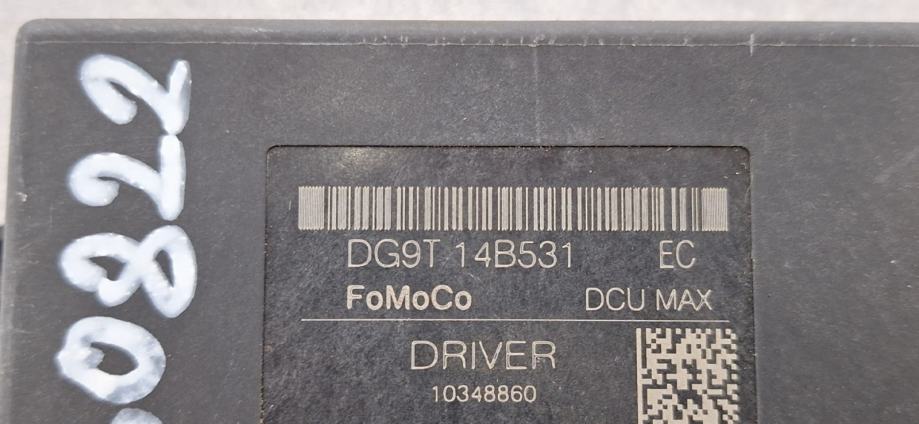 DG9T 14B531 EC
FoMoCo DCU MAX
DRIVER
10348860
0822